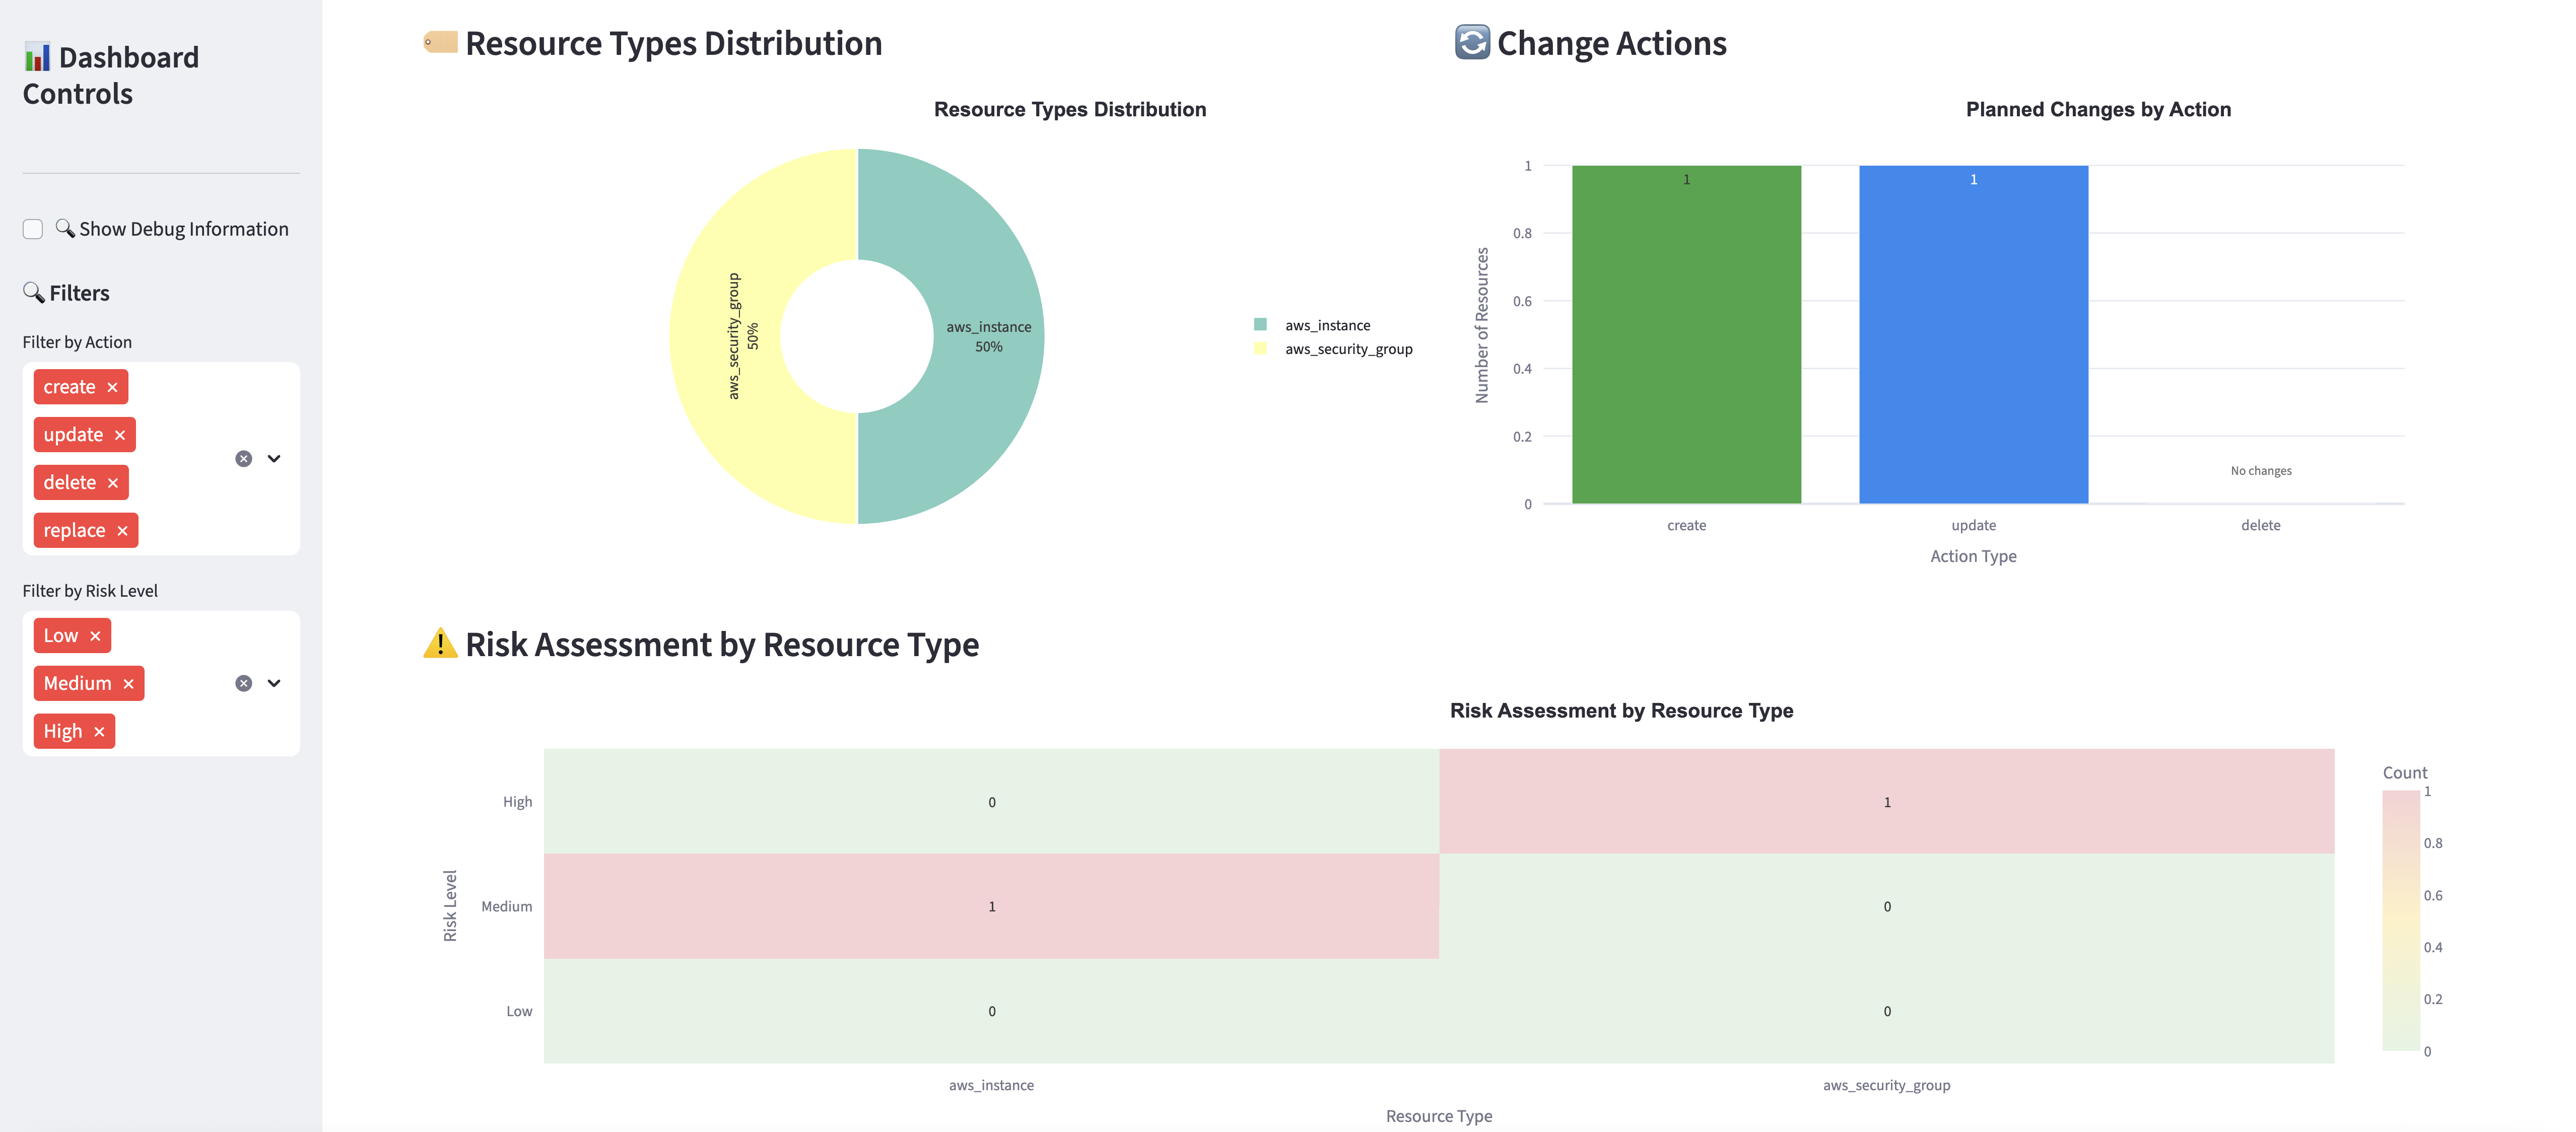 Dashboard
Controls
Show Debug Information
Filters
Filter by Action
create
update
delete
replace
Filter by Risk Level
Low
Medium
High
Resource Types Distribution
Resource Types Distribution
aws_security_group
50%
aws_instance
50%
aws_instance
aws_security_group
Change Actions
Planned Changes by Action
Number of Resources
1
0.8
0.6
0.4
0.2
0
1
1
No changes
create
update
delete
Action Type
Risk Assessment by Resource Type
Risk Assessment by Resource Type
Risk Level
High
0
1
Medium
1
0
Low
0
0
aws_instance
aws_security_group
Resource Type
Count
1
0.8
0.6
0.4
0.2
0